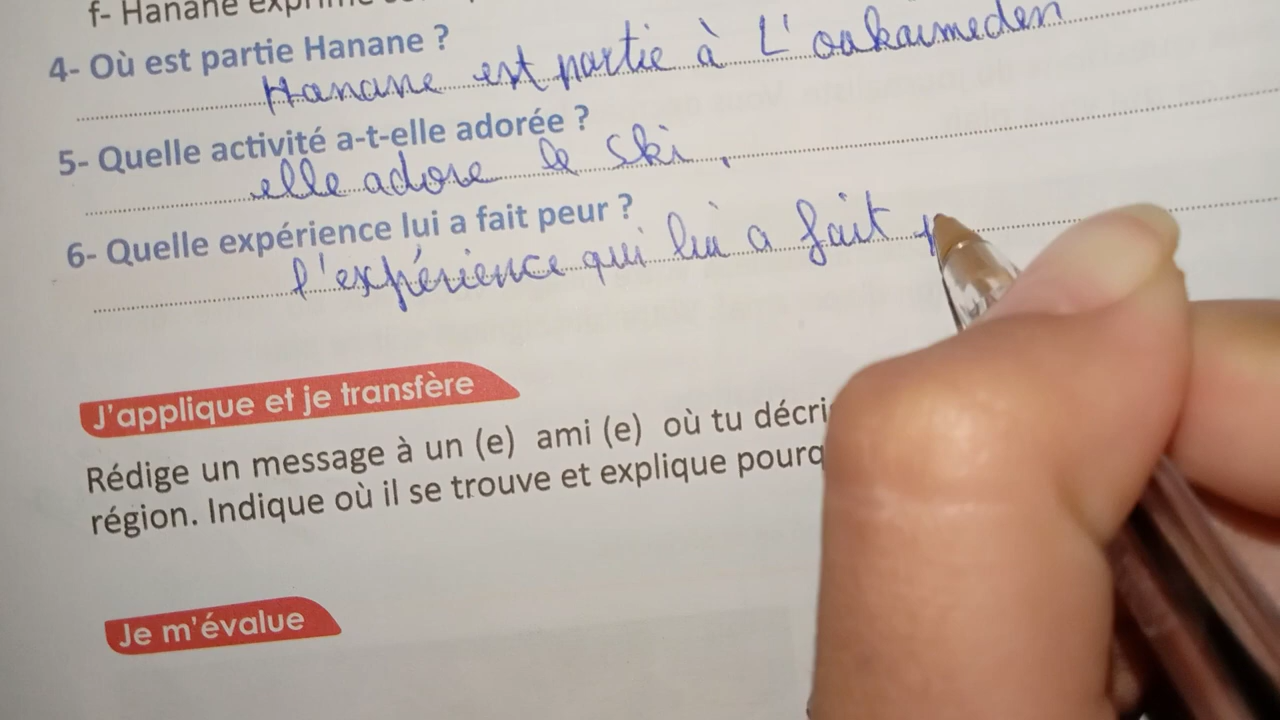 f- Hanane
4- Où est partie Hanane ?
Hanane est partie à L'oukaimeden
5- Quelle activité a-t-elle adorée ?
elle adore le ski.
6- Quelle expérience lui a fait peur ?
l'expérience qui lui a fait
J'applique et je transfère
Rédige un message à un (e) ami (e) où tu décri
région. Indique où il se trouve et explique pourq
Je m'évalue